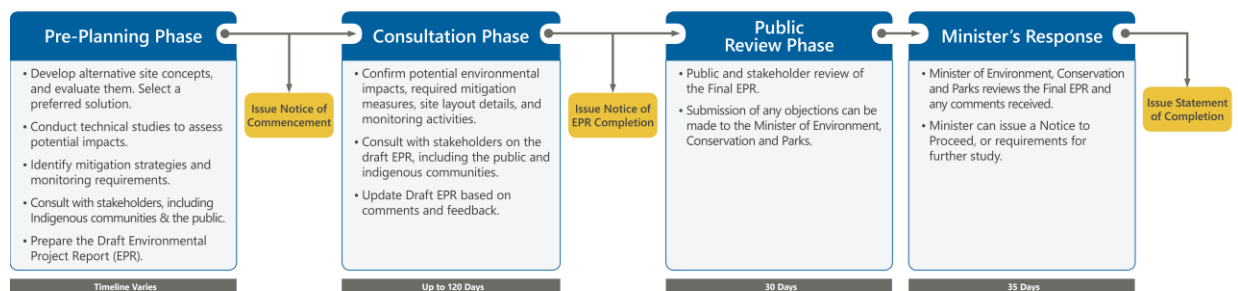 Pre-Planning Phase
• Develop alternative site concepts,
and evaluate them. Select a
preferred solution.
• Conduct technical studies to assess
potential impacts.
• Identify mitigation strategies and
monitoring requirements.
• Consult with stakeholders, including
Indigenous communities & the public.
• Prepare the Draft Environmental
Project Report (EPR).
Timeline Varies
Issue Notice of
Commencement
Consultation Phase
• Confirm potential environmental
impacts, required mitigation
measures, site layout details, and
monitoring activities.
• Consult with stakeholders on the
draft EPR, including the public and
indigenous communities.
• Update Draft EPR based on
comments and feedback.
Up to 120 Days
Issue Notice of
EPR Completion
Public
Review Phase
• Public and stakeholder review of
the Final EPR.
• Submission of any objections can be
made to the Minister of Environment,
Conservation and Parks.
30 Days
Minister’s Response
• Minister of Environment, Conservation
and Parks reviews the Final EPR and
any comments received.
• Minister can issue a Notice to
Proceed, or requirements for
further study.
35 Days
Issue Statement
of Completion